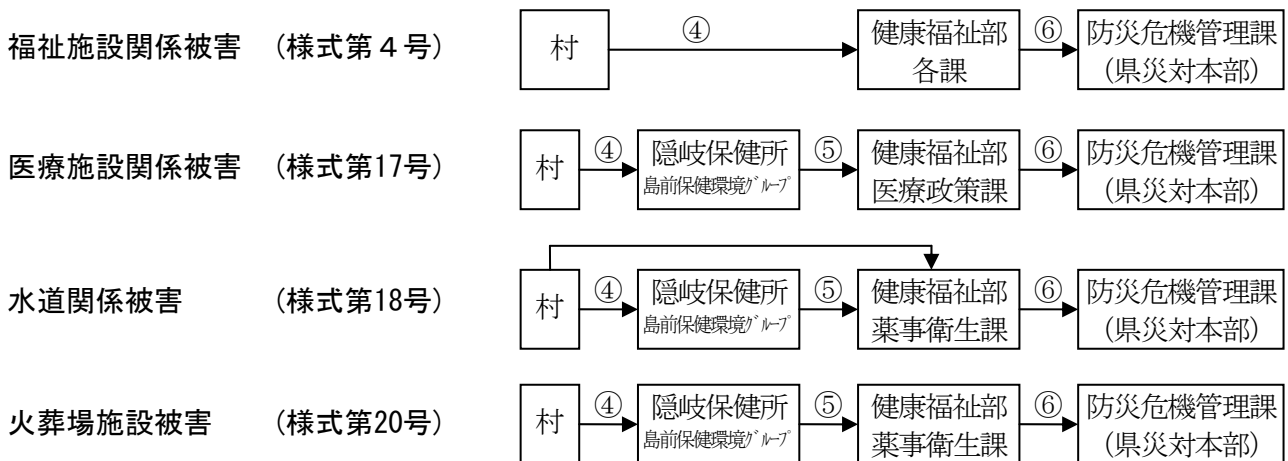 福祉施設関係被害 （様式第４号） 村 ④ 健康福祉部 各課 ⑥ 防災危機管理課 （県災対本部）
医療施設関係被害 （様式第17号） 村 ④ 隠岐保健所 島前保健環境ｸﾞﾙｰﾌﾟ ⑤ 健康福祉部 医療政策課 ⑥ 防災危機管理課 （県災対本部）
水道関係被害 （様式第18号） 村 ④ 隠岐保健所 島前保健環境ｸﾞﾙｰﾌﾟ ⑤ 健康福祉部 薬事衛生課 ⑥ 防災危機管理課 （県災対本部）
火葬場施設被害 （様式第20号） 村 ④ 隠岐保健所 島前保健環境ｸﾞﾙｰﾌﾟ ⑤ 健康福祉部 薬事衛生課 ⑥ 防災危機管理課 （県災対本部）